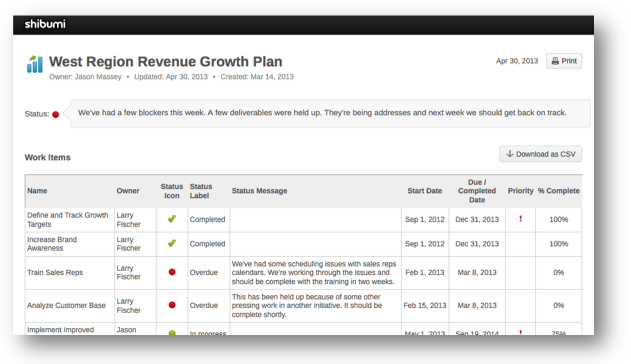 shibumi
West Region Revenue Growth Plan
Apr 30, 2013 Print
Owner: Jason Massey • Updated: Apr 30, 2013 • Created: Mar 14, 2013
Status: We've had a few blockers this week. A few deliverables were held up. They're being addresses and next week we should get back on track.
Work Items
Download as CSV
Name Owner Status Icon Status Label Status Message Start Date Due / Completed Date Priority % Complete
Define and Track Growth Targets Larry Fischer Completed Sep 1, 2012 Dec 31, 2013 ! 100%
Increase Brand Awareness Larry Fischer Completed Sep 1, 2012 Dec 31, 2013 100%
Train Sales Reps Larry Fischer Overdue We've had some scheduling issues with sales reps calendars. We're working through the issues and should be complete with the training in two weeks. Feb 1, 2013 Mar 8, 2013 0%
Analyze Customer Base Larry Fischer Overdue This has been held up because of some other pressing work in another initiative. It should be complete shortly. Feb 15, 2013 Mar 8, 2013 0%
Implement Improved Jason In progress May 1, 2013 Sep 19, 2014 ! 75%